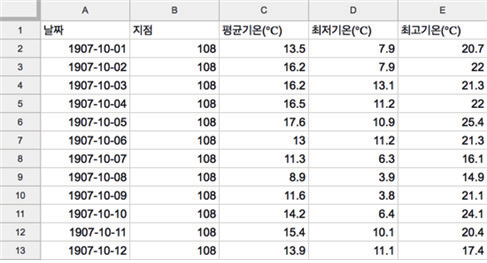 A B C D E
1 날짜 지점 평균기온(℃) 최저기온(℃) 최고기온(℃)
2 1907-10-01 108 13.5 7.9 20.7
3 1907-10-02 108 16.2 7.9 22
4 1907-10-03 108 16.2 13.1 21.3
5 1907-10-04 108 16.5 11.2 22
6 1907-10-05 108 17.6 10.9 25.4
7 1907-10-06 108 13 11.2 21.3
8 1907-10-07 108 11.3 6.3 16.1
9 1907-10-08 108 8.9 3.9 14.9
10 1907-10-09 108 11.6 3.8 21.1
11 1907-10-10 108 14.2 6.4 24.1
12 1907-10-11 108 15.4 10.1 20.4
13 1907-10-12 108 13.9 11.1 17.4